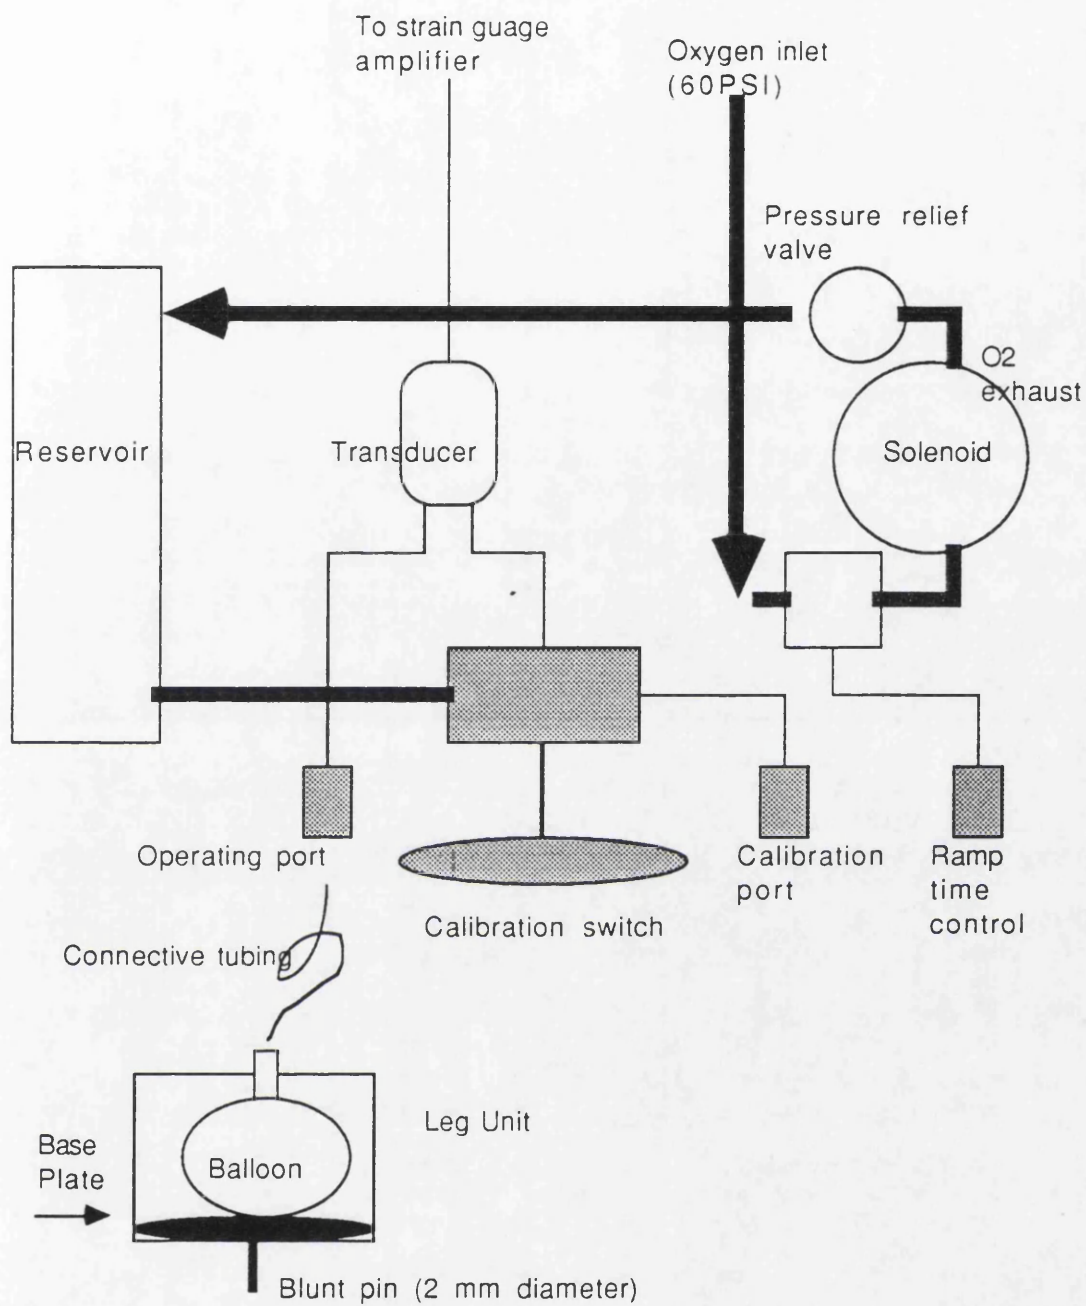 To strain guage
amplifier
Oxygen inlet
(60PSI)
Pressure relief
valve
O2
exhaust
Reservoir
Transducer
Solenoid
Operating port
Calibration switch
Calibration
port
Ramp
time
control
Connective tubing
Leg Unit
Base
Plate
Balloon
Blunt pin (2 mm diameter)